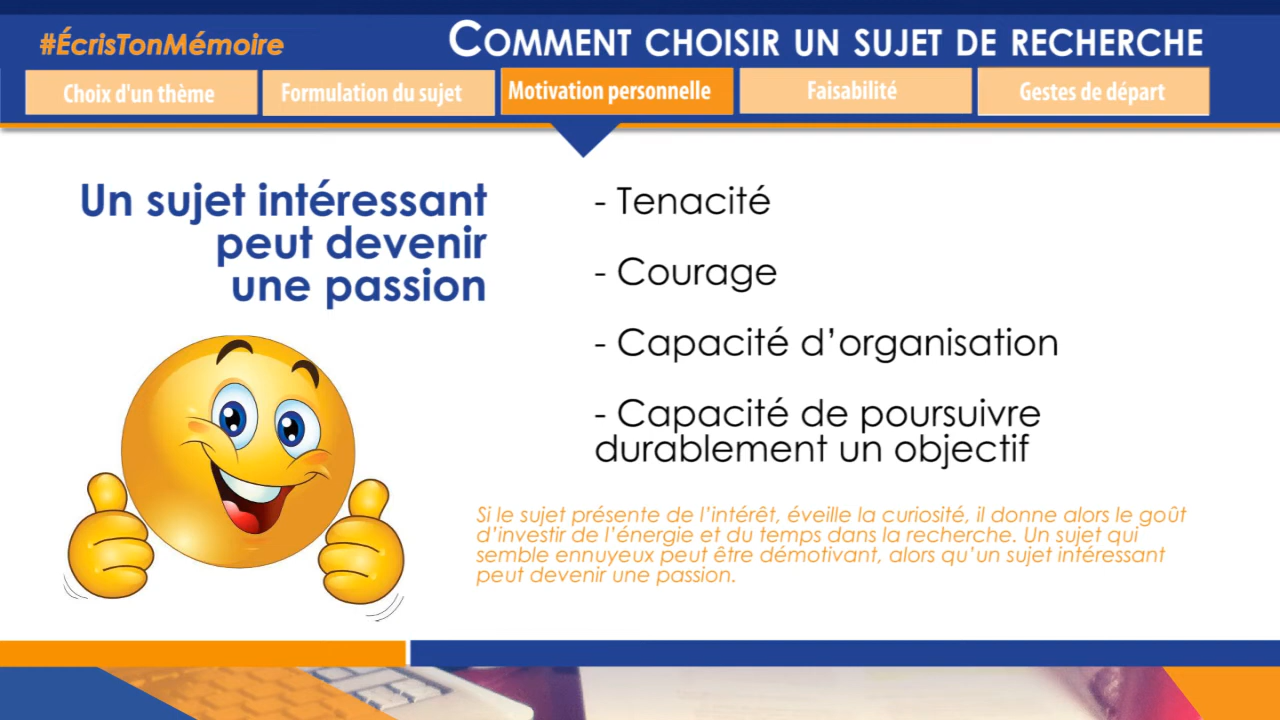 #ÉcrisTonMémoire
COMMENT CHOISIR UN SUJET DE RECHERCHE
Choix d'un thème
Formulation du sujet
Motivation personnelle
Faisabilité
Gestes de départ
Un sujet intéressant
peut devenir
une passion
- Tenacité
- Courage
- Capacité d’organisation
- Capacité de poursuivre
durablement un objectif
Si le sujet présente de l’intérêt, éveille la curiosité, il donne alors le goût
d’investir de l’énergie et du temps dans la recherche. Un sujet qui
semble ennuyeux peut être démotivant, alors qu’un sujet intéressant
peut devenir une passion.